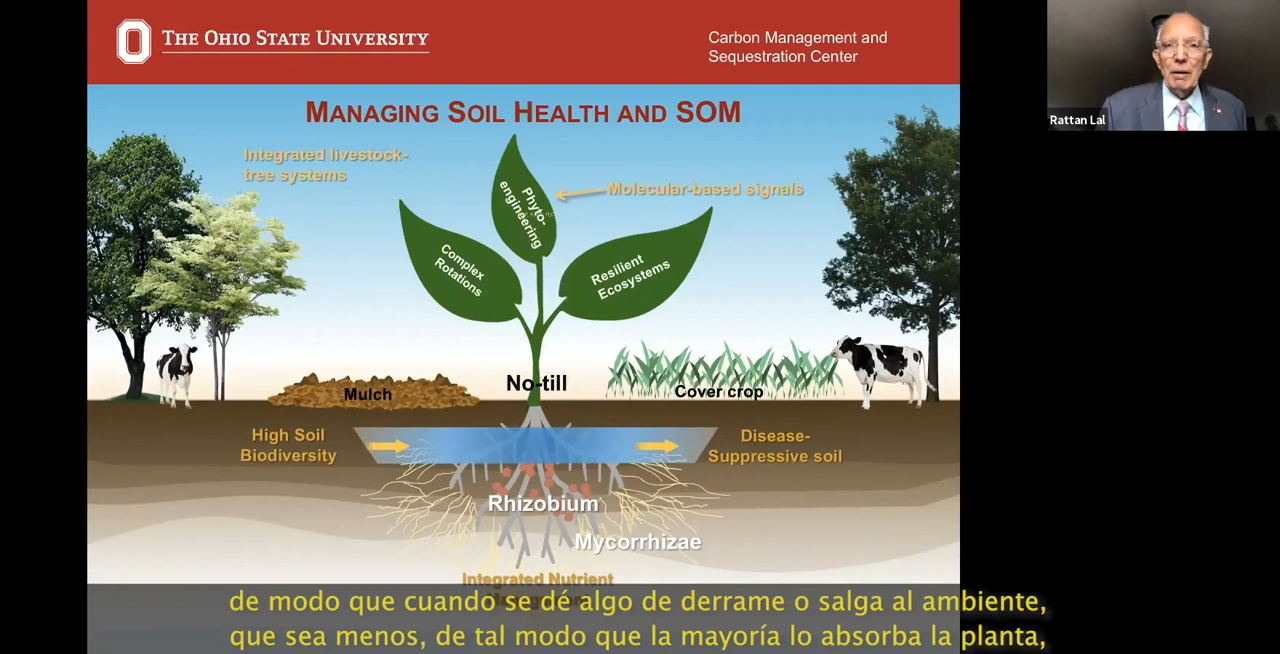 THE OHIO STATE UNIVERSITY
Carbon Management and
Sequestration Center
Rattan Lal
MANAGING SOIL HEALTH AND SOM
Integrated livestock-
tree systems
Phyto-
engineering
Molecular-based signals
Complex
Rotations
Resilient
Ecosystems
Mulch
No-till
Cover crop
High Soil
Biodiversity
Disease-
Suppressive soil
Rhizobium
Mycorrhizae
Integrated Nutrient
de modo que cuando se dé algo de derrame o salga al ambiente,
que sea menos, de tal modo que la mayoría lo absorba la planta,